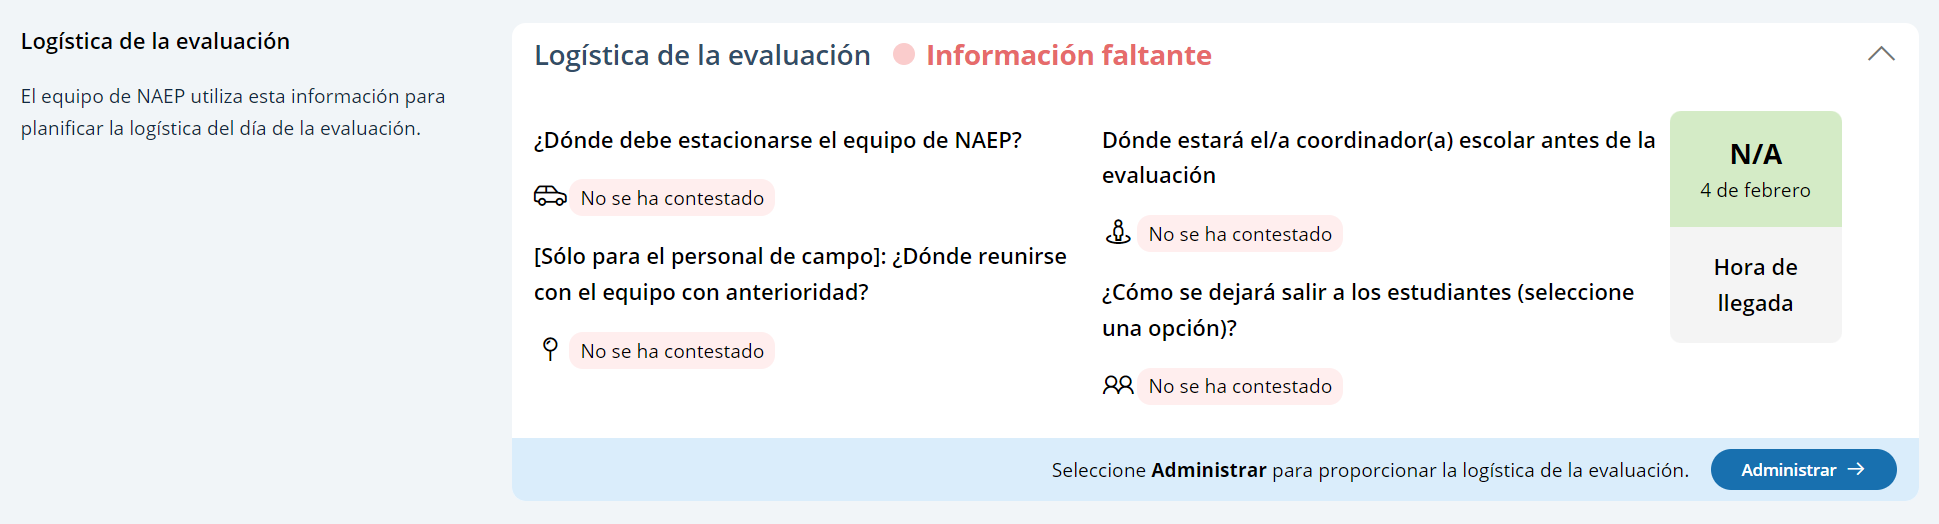 Logística de la evaluación
El equipo de NAEP utiliza esta información para
planificar la logística del día de la evaluación.
Logística de la evaluación Información faltante
¿Dónde debe estacionarse el equipo de NAEP?
No se ha contestado
[Sólo para el personal de campo]: ¿Dónde reunirse
con el equipo con anterioridad?
No se ha contestado
Dónde estará el/a coordinador(a) escolar antes de la
evaluación
No se ha contestado
¿Cómo se dejará salir a los estudiantes (seleccione
una opción)?
No se ha contestado
N/A
4 de febrero
Hora de
llegada
Seleccione Administrar para proporcionar la logística de la evaluación.
Administrar